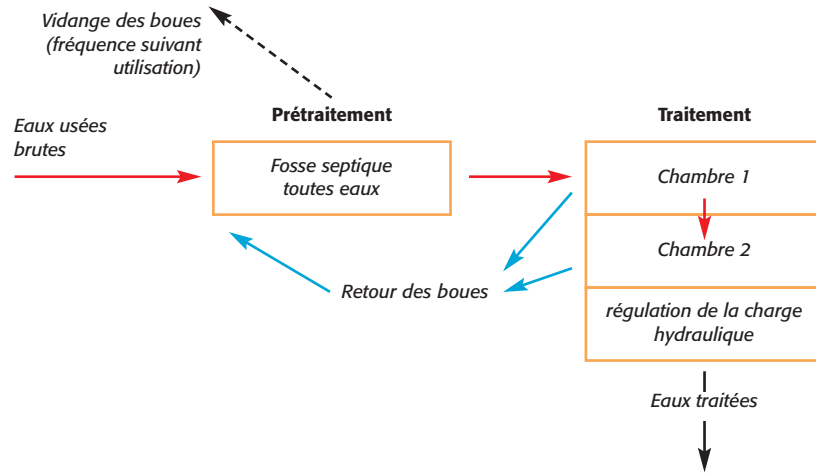 Vidange des boues
(fréquence suivant
utilisation)
Prétraitement
Traitement
Eaux usées
brutes
Fosse septique
toutes eaux
Chambre 1
Chambre 2
Retour des boues
régulation de la charge
hydraulique
Eaux traitées